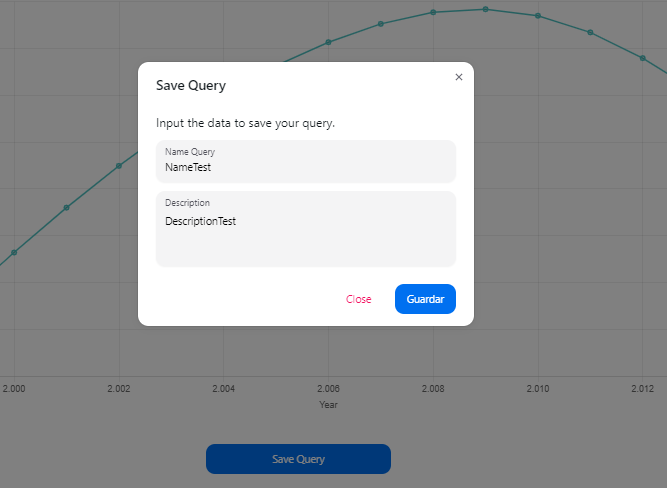 Save Query
×
Input the data to save your query.
Name Query
NameTest
Description
DescriptionTest
Close Guardar
2.000 2.002 2.004 2.006 2.008 2.010 2.012
Year
Save Query